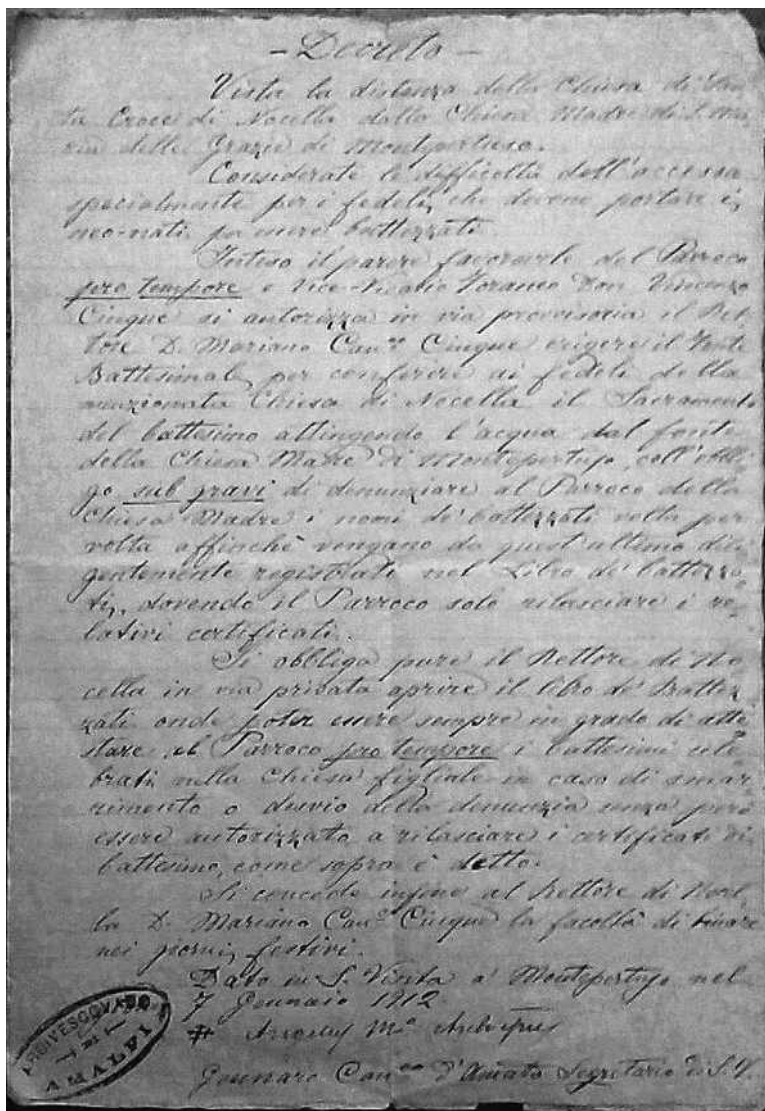 - Decreto -
Vista la distanza della Chiesa di San
ta Croce di Nocella dalla Chiesa Madre di S. Ma
ria delle Grazie di Montepertuso.
Considerate le difficoltà dell'accesso
specialmente per i fedeli, che devono portare i
neo-nati per essere battezzati.
Inteso il parere favorevole del Parroco
pro tempore e Vice-Vicario Foraneo Don Vincenzo
Cinque si autorizza in via provvisoria il Ret-
tore D. Mariano Can.co Cinque erigere il Fonte
Battesimale, per conferire ai fedeli della
menzionata Chiesa di Nocella il Sacramento
del battesimo attingendo l'acqua dal fonte
della Chiesa Madre di Montepertuso, coll'obbli-
go sub gravi di denunziare al Parroco della
Chiesa Madre i nomi de' battezzati volta per
volta affinchè vengano da quest'ultimo dili-
gentemente registrati nel Libro de' battezza-
ti, dovendo il Parroco solo rilasciare i re-
lativi certificati.
Si obbliga pure il Rettore di No
cella in via privata aprire il libro de' Battez
zati onde poter essere sempre in grado di atte
stare al Parroco pro tempore i battesimi cele
brati nella Chiesa figliale in caso di smar-
rimento o disvio della denunzia senza però
essere autorizzato a rilasciare i certificati di
battesimo, come sopra è detto.
Si concede infine al Rettore di Nocel-
la D. Mariano Can.co Cinque la facoltà di binare
nei giorni festivi.
Dato in S. Visita a Montepertuso nel
7 Gennaio 1912
M.a
Gennaro Can.co D'Amato Segretario di S. V.
ARCIVESCOVADO
AMALFI